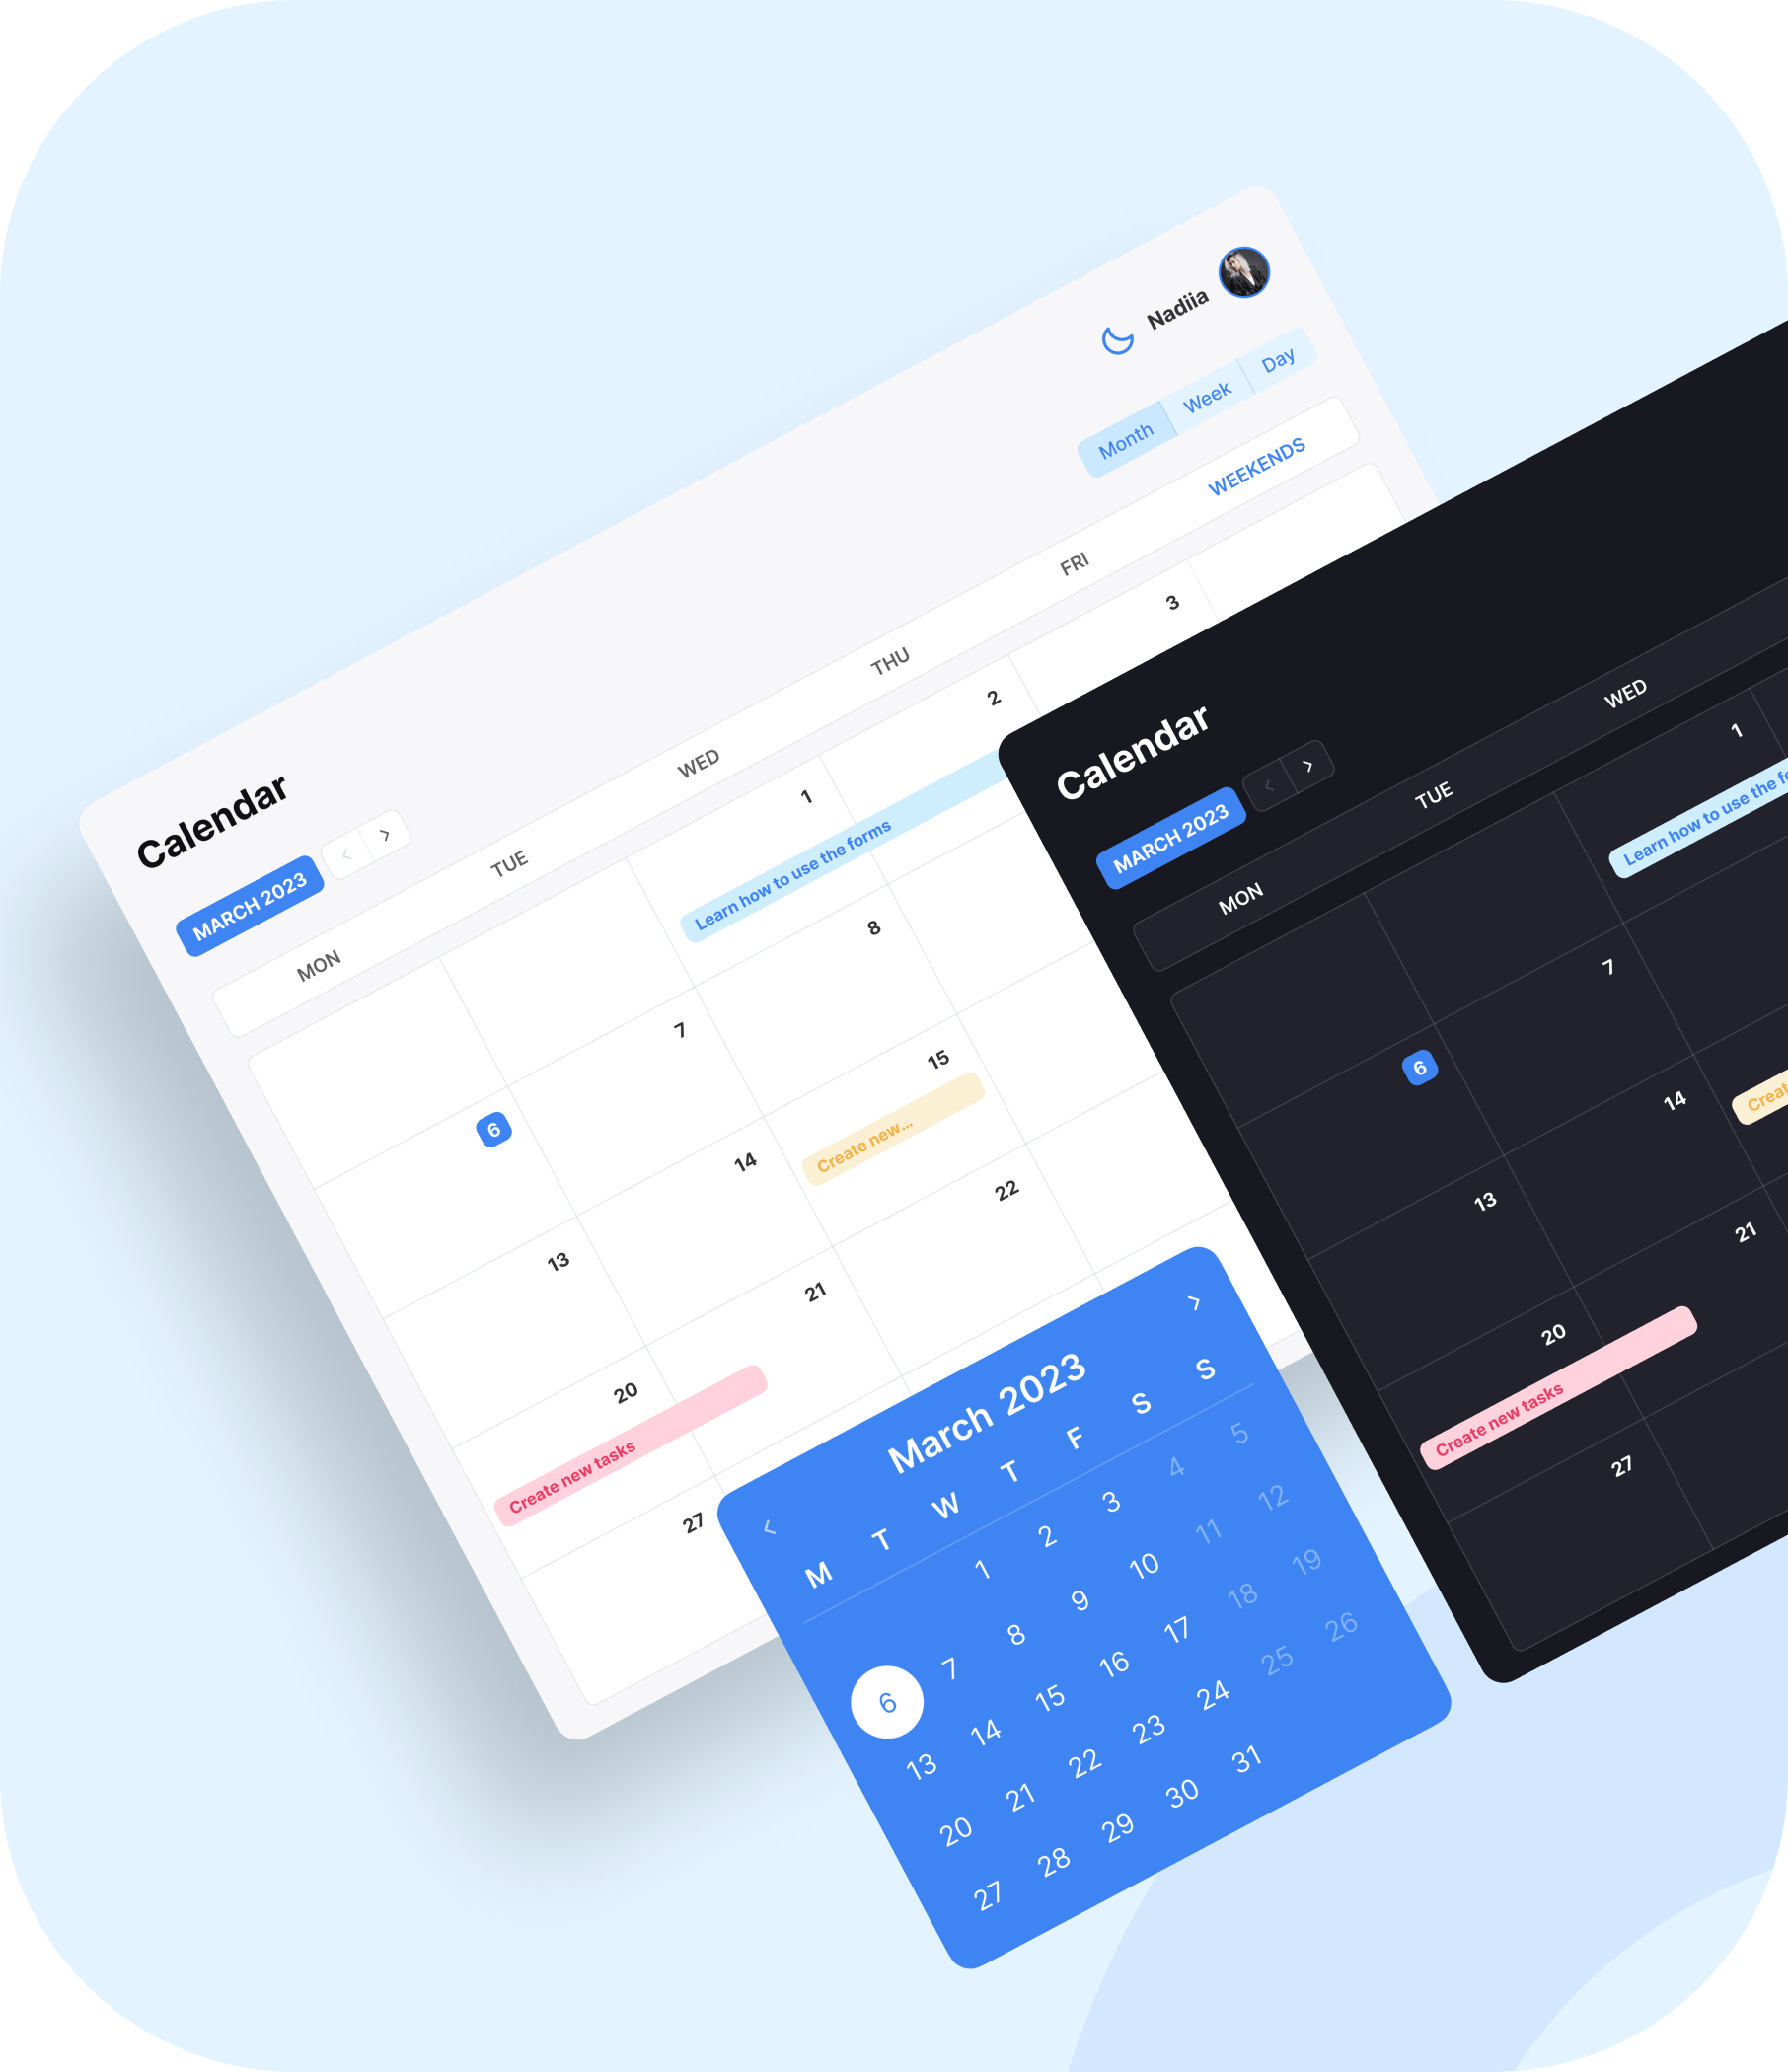 Nadiia
Month Week Day
Calendar
MARCH 2023 < >
MON TUE WED THU FRI WEEKENDS
1 2 3
6 7 8
13 14 15
20 21 22
27
Learn how to use the forms
Create new...
Create new tasks
Calendar
MARCH 2023 < >
MON TUE WED
1
Learn how to use the
6 7
13 14
20 21
27
Create new tasks
< March 2023 >
M T W T F S S
1 2 3 4 5
6 7 8 9 10 11 12
13 14 15 16 17 18 19
20 21 22 23 24 25 26
27 28 29 30 31